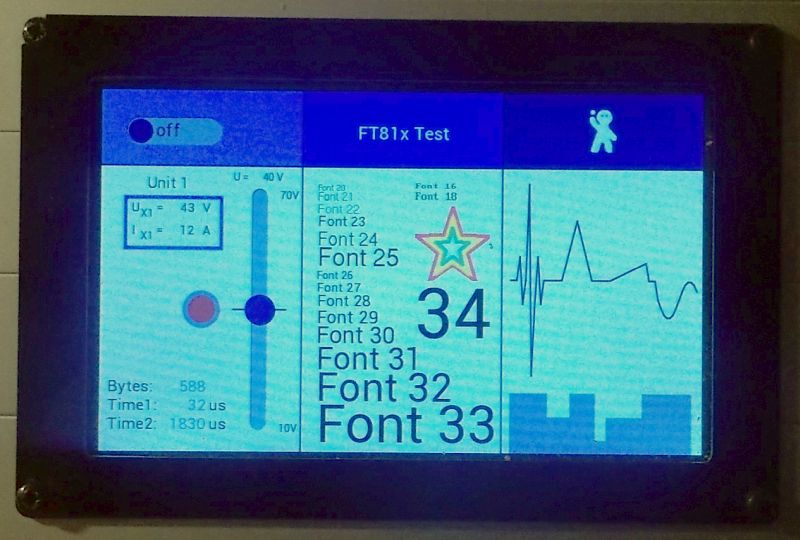 off
FT81x Test
Unit 1
U X1 = 43 V
I X1 = 12 A
U = 40 V
70V
10V
Bytes: 588
Time1: 32 us
Time2: 1830 us
Font 20
Font 21
Font 22
Font 23
Font 24
Font 25
Font 26
Font 27
Font 28
Font 29
Font 30
Font 31
Font 32
Font 33
Font 16
Font 18
34